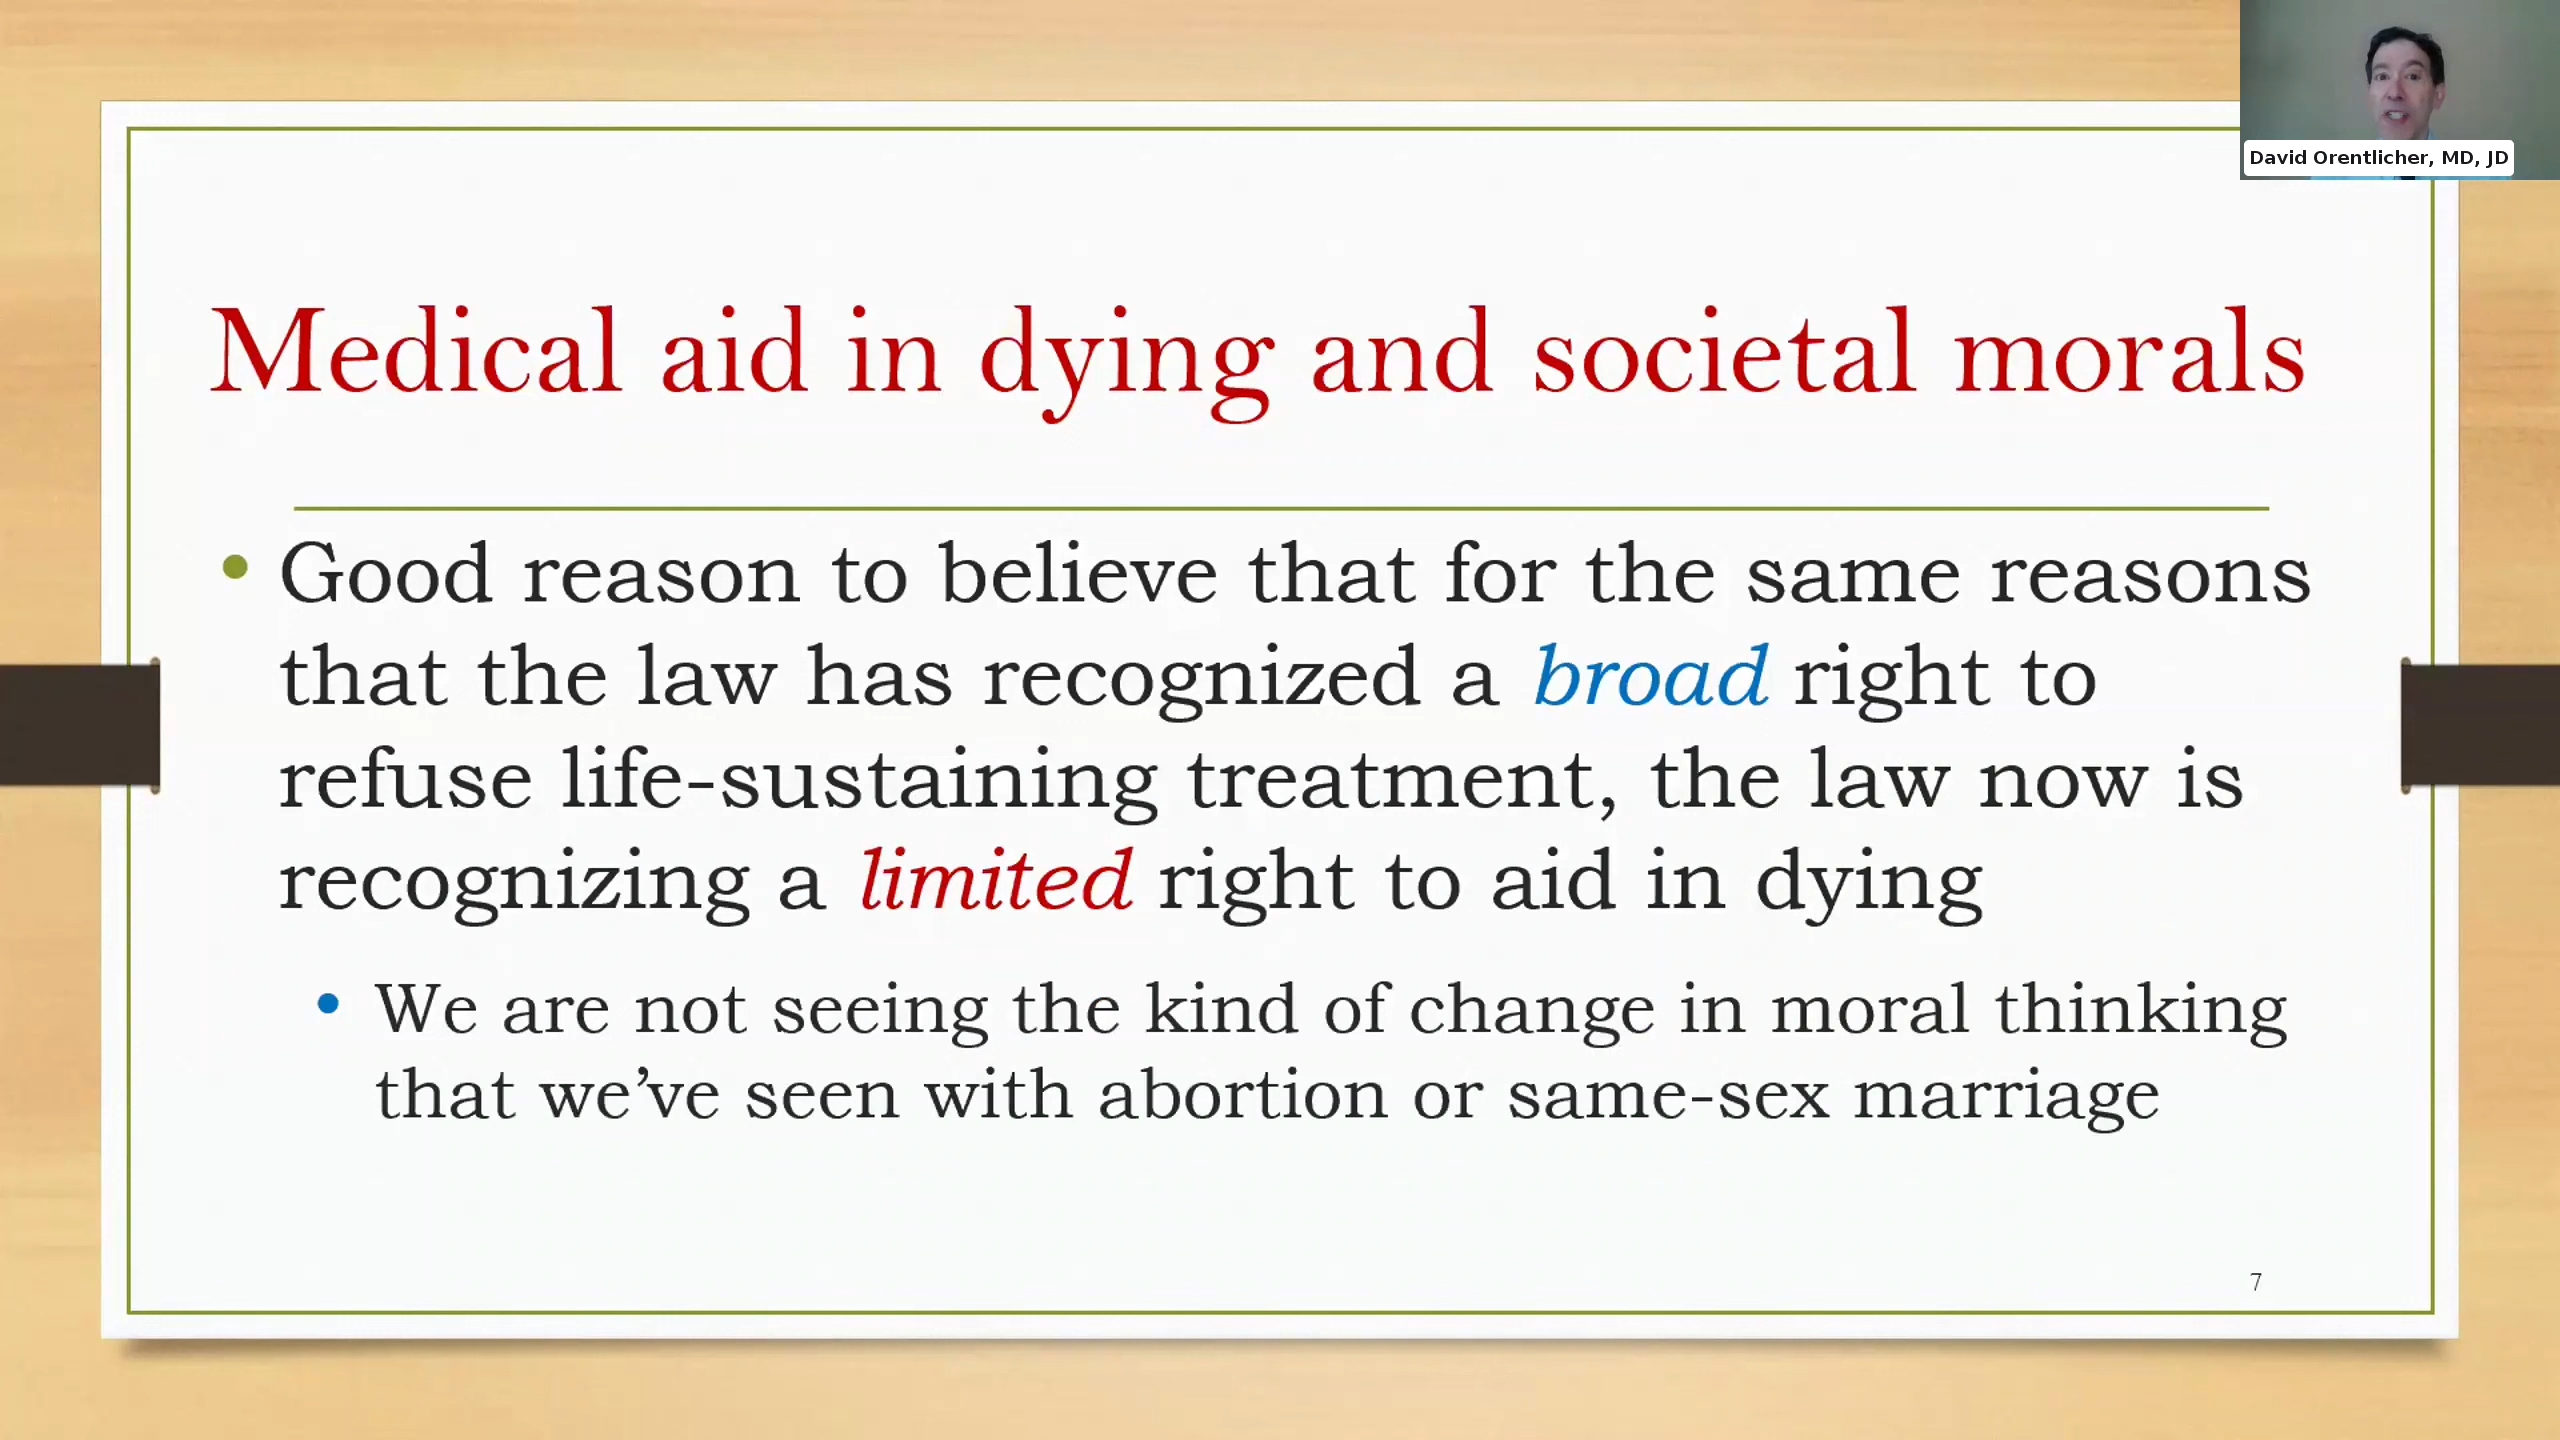 David Orentlicher, MD, JD
Medical aid in dying and societal morals
• Good reason to believe that for the same reasons
that the law has recognized a broad right to
refuse life-sustaining treatment, the law now is
recognizing a limited right to aid in dying
• We are not seeing the kind of change in moral thinking
that we’ve seen with abortion or same-sex marriage
7